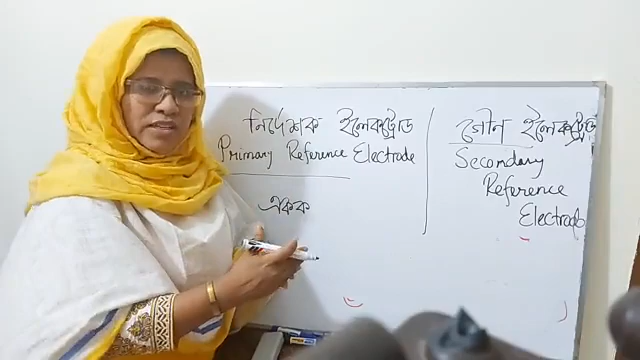 নির্দেশক ইলেকট্রোড
Primary Reference Electrode
একক
গৌন ইলেকট্রোড
Secondary
Reference
Electrode